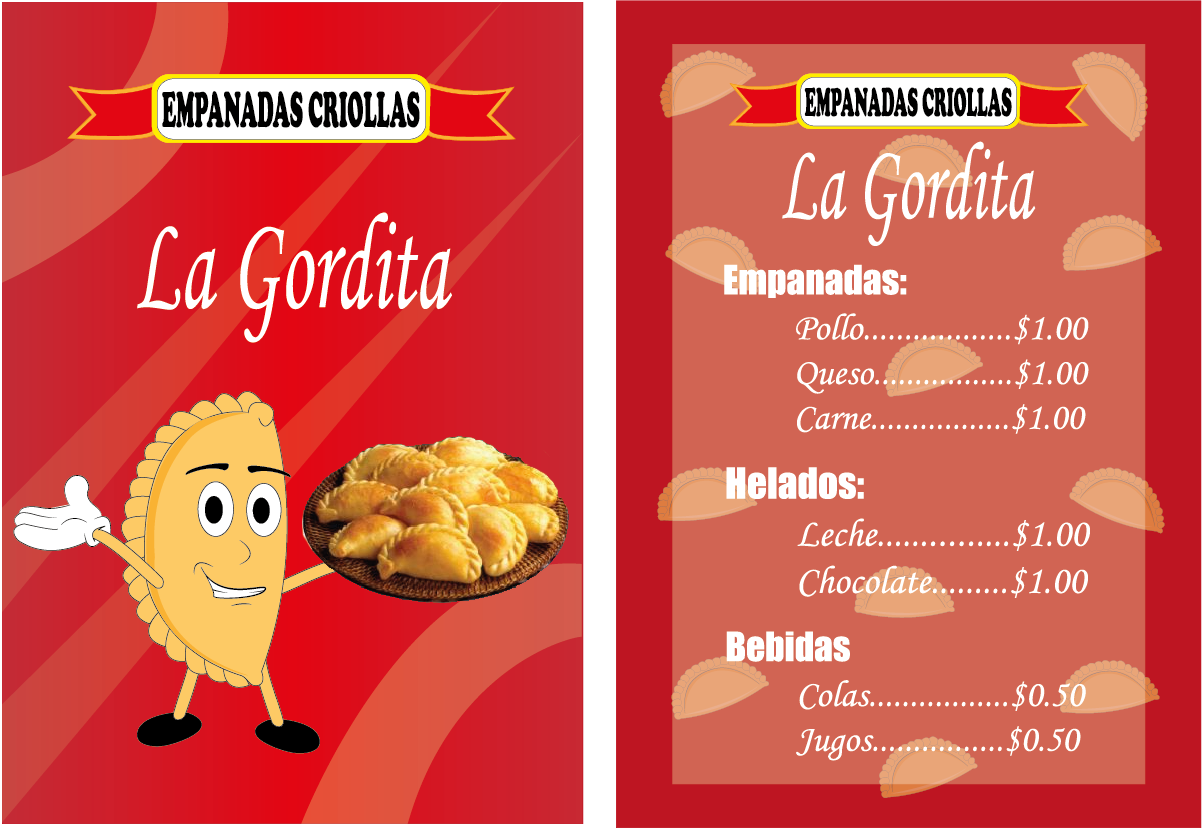 EMPANADAS CRIOLLAS
La Gordita
EMPANADAS CRIOLLAS
La Gordita
Empanadas:
Pollo..................$1.00
Queso.................$1.00
Carne.................$1.00
Helados:
Leche................$1.00
Chocolate.........$1.00
Bebidas
Colas.................$0.50
Jugos................$0.50